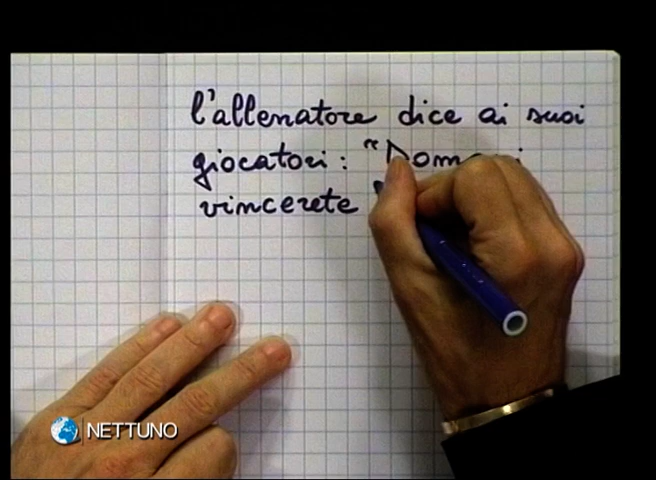 l'allenatore dice ai suoi
giocatori: "Domani
vincerete
NETTUNO